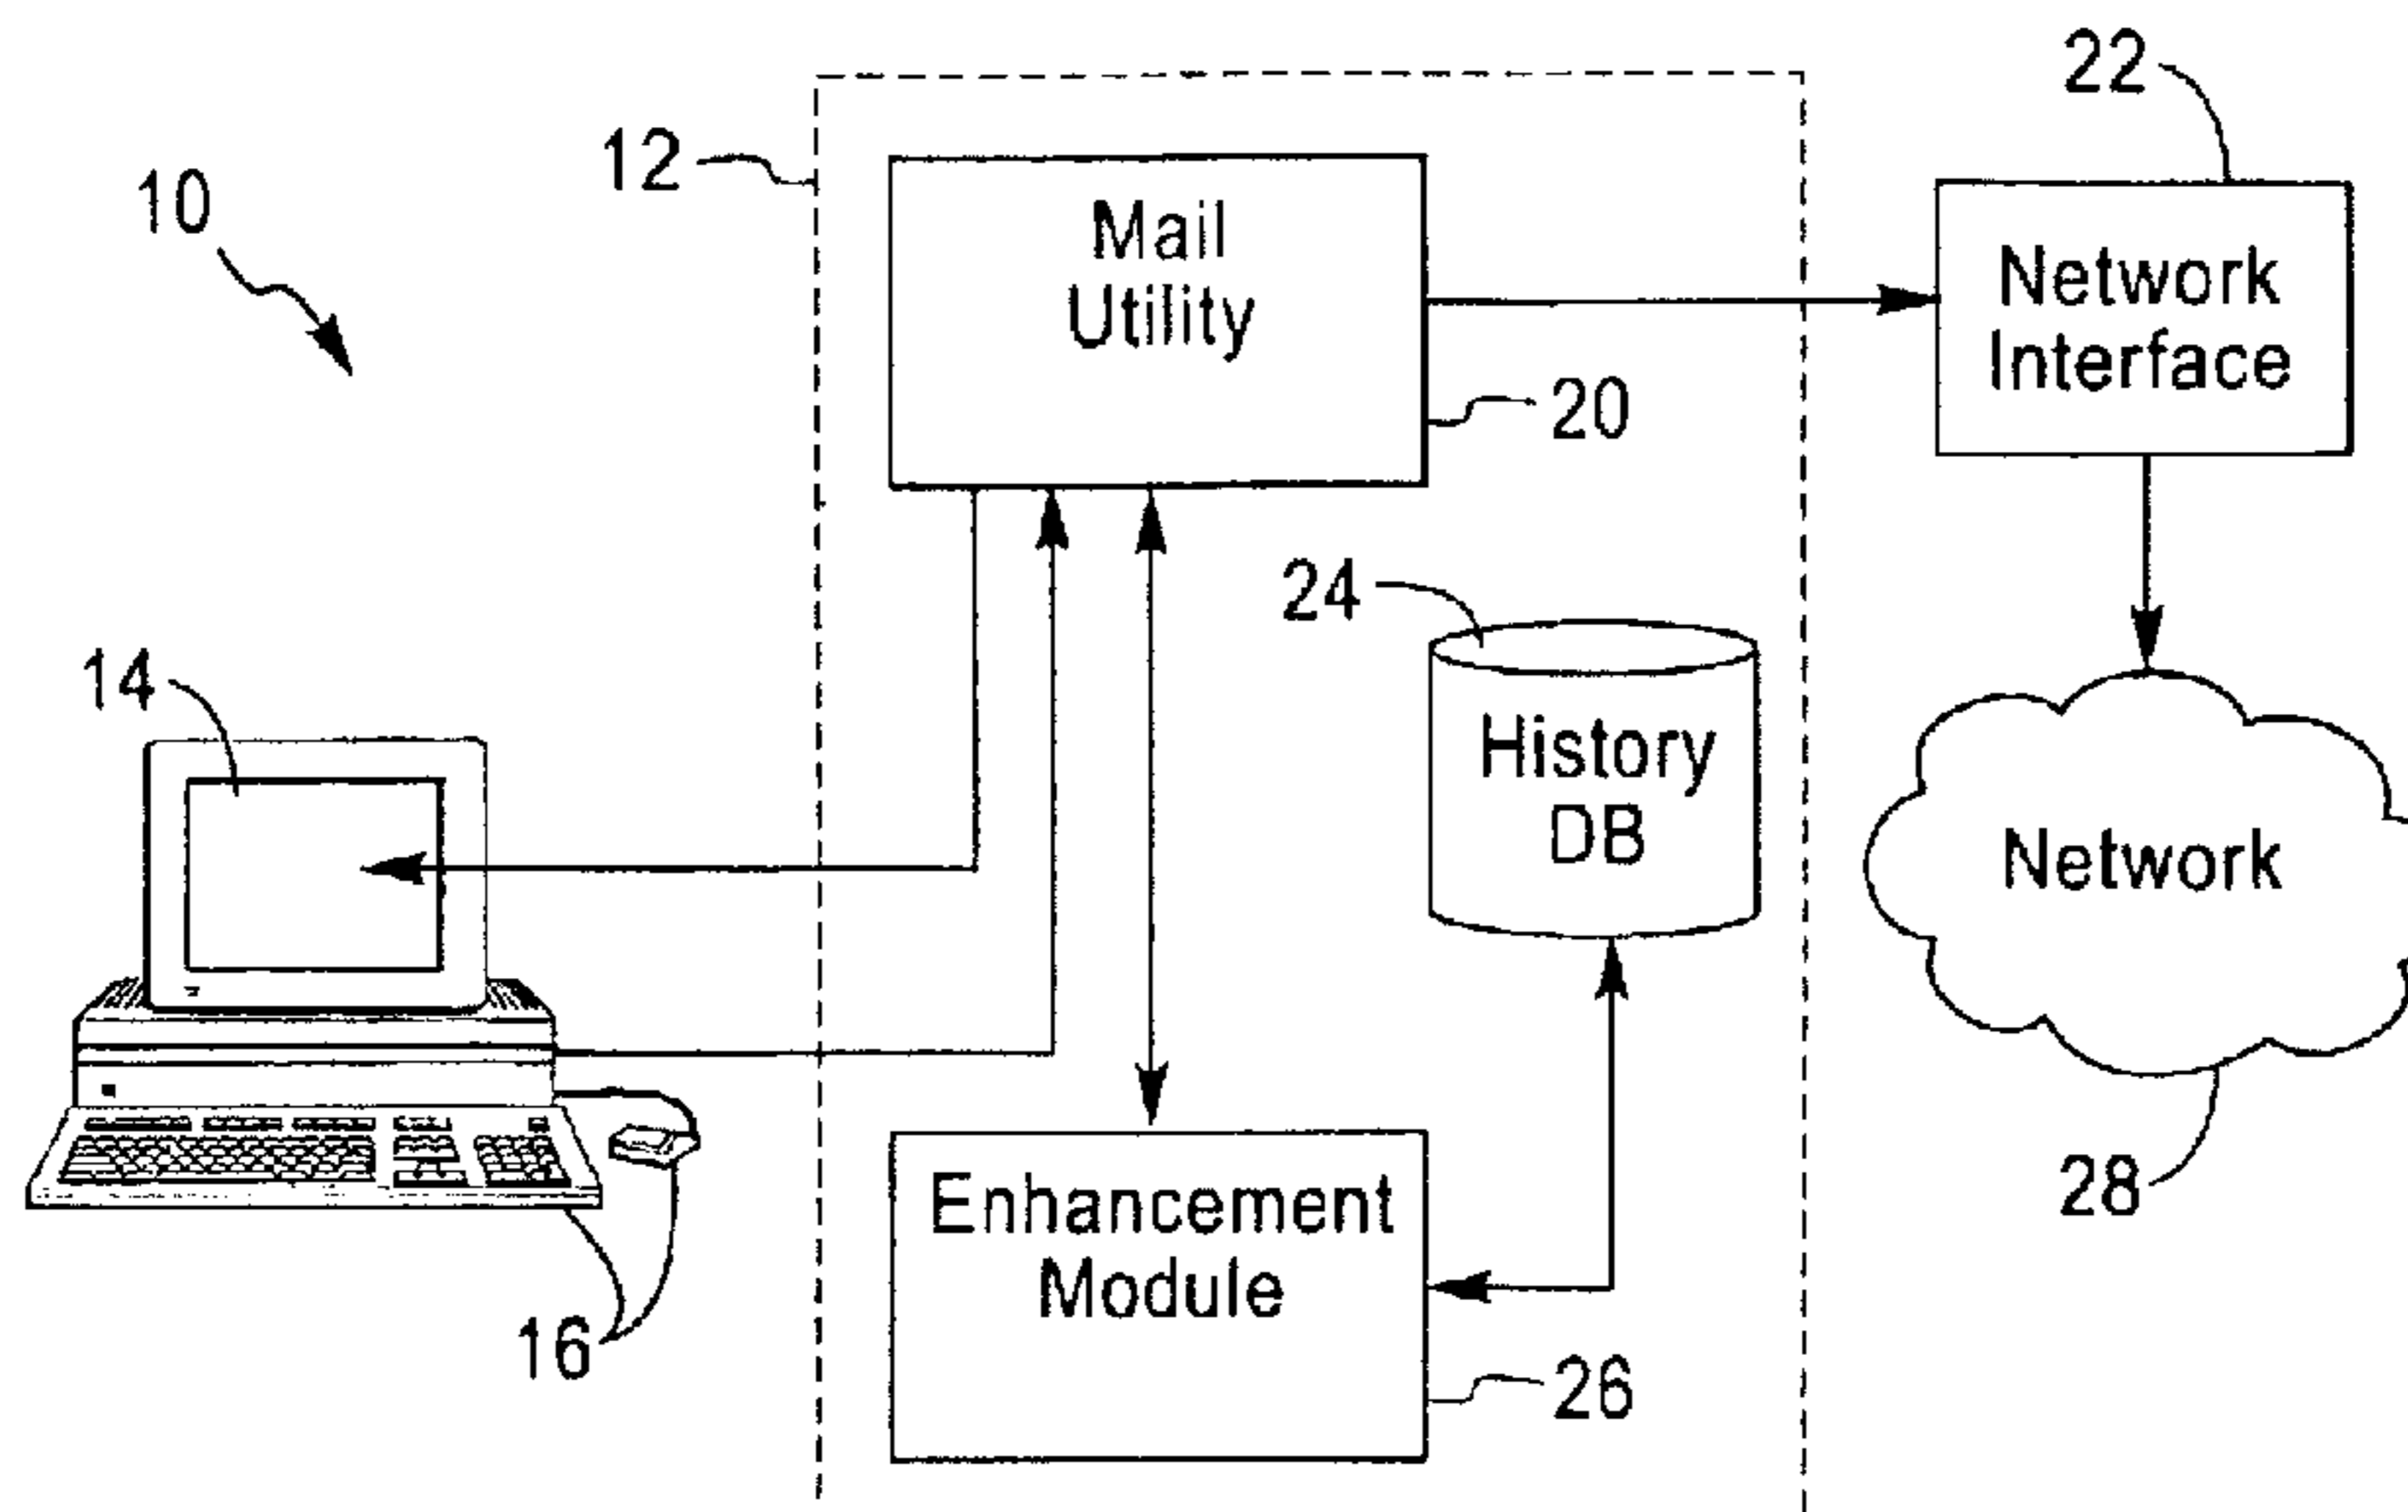 22
12
10
Mail
Utility
Network
Interface
20
24
14
History
DB
Network
Enhancement
Module
28
16
26